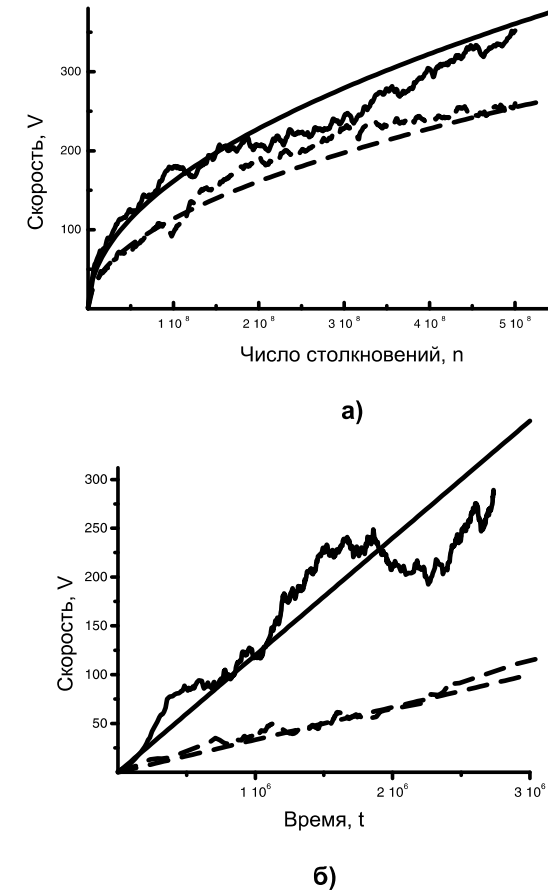 300
200
100
Скорость, V
1 10⁸ 2 10⁸ 3 10⁸ 4 10⁸ 5 10⁸
Число столкновений, n
а)
300
250
200
150
100
50
Скорость, V
1 10⁶ 2 10⁶ 3 10⁶
Время, t
б)